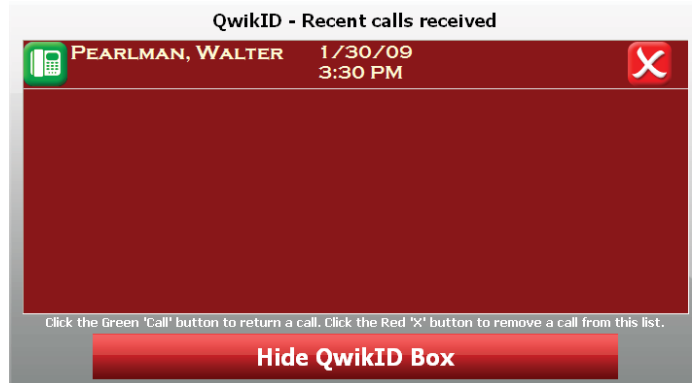 QwikID - Recent calls received
PEARLMAN, WALTER 1/30/09
3:30 PM
Click the Green 'Call' button to return a call. Click the Red 'X' button to remove a call from this list.
Hide QwikID Box